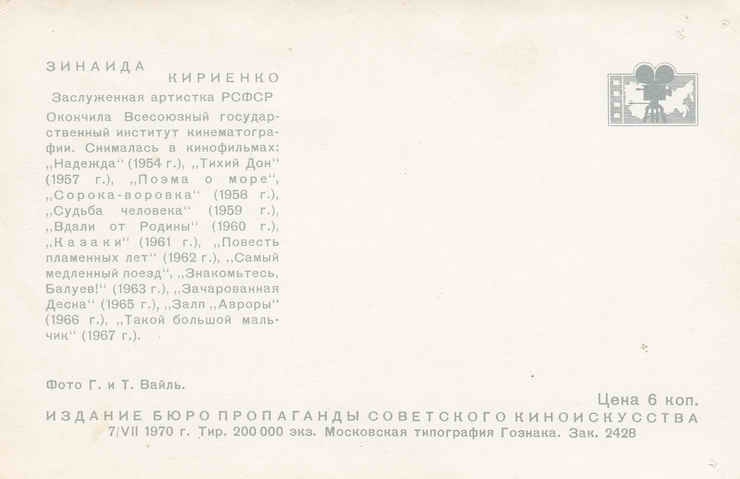 ЗИНАИДА
КИРИЕНКО
Заслуженная артистка РСФСР
Окончила Всесоюзный государ-
ственный институт кинематогра-
фии. Снималась в кинофильмах:
„Надежда“ (1954 г.), „Тихий Дон“
(1957 г.), „Поэма о море“,
„Сорока-воровка“ (1958 г.),
„Судьба человека“ (1959 г.),
„Вдали от Родины“ (1960 г.),
„Казаки“ (1961 г.), „Повесть
пламенных лет“ (1962 г.), „Самый
медленный поезд“, „Знакомьтесь,
Балуев!“ (1963 г.), „Зачарованная
Десна“ (1965 г.), „Залп „Авроры“
(1966 г.), „Такой большой маль-
чик“ (1967 г.).
Фото Г. и Т. Вайль.
Цена 6 коп.
ИЗДАНИЕ БЮРО ПРОПАГАНДЫ СОВЕТСКОГО КИНОИСКУССТВА
7/VII 1970 г. Тир. 200 000 экз. Московская типография Гознака. Зак. 2428